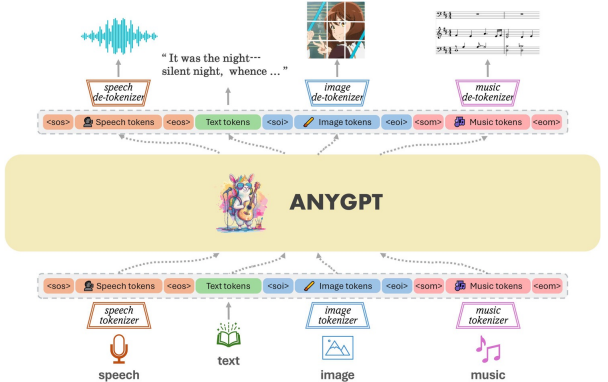 “ It was the night---
silent night, whence ... ”
speech
de-tokenizer
image
de-tokenizer
music
de-tokenizer
<sos> Speech tokens <eos> Text tokens <soi> Image tokens <eoi> <som> Music tokens <eom>
ANYGPT
<sos> Speech tokens <eos> Text tokens <soi> Image tokens <eoi> <som> Music tokens <eom>
speech
tokenizer
image
tokenizer
music
tokenizer
speech
text
image
music